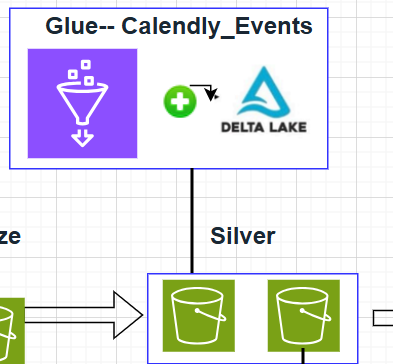 Glue-- Calendly_Events
DELTA LAKE
ze
Silver